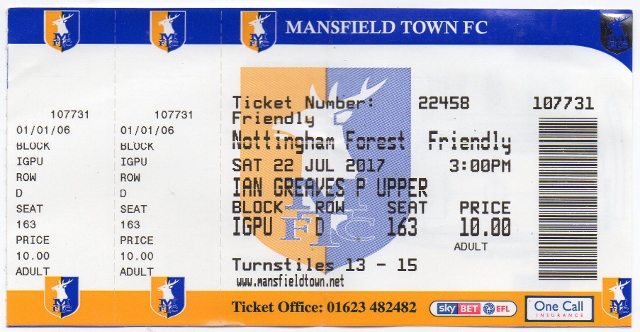 MANSFIELD TOWN FC
107731
01/01/06
BLOCK
IGPU
ROW
D
SEAT
163
PRICE
10.00
ADULT
107731
01/01/06
BLOCK
IGPU
ROW
D
SEAT
163
PRICE
10.00
ADULT
Ticket Number: 22458 107731
Friendly
Nottingham Forest Friendly
SAT 22 JUL 2017 3:00PM
IAN GREAVES P UPPER
BLOCK ROW SEAT PRICE
IGPU D 163 10.00
ADULT
Turnstiles 13 - 15
www.mansfieldtown.net
Ticket Office: 01623 482482
sky BET EFL
One Call
INSURANCE